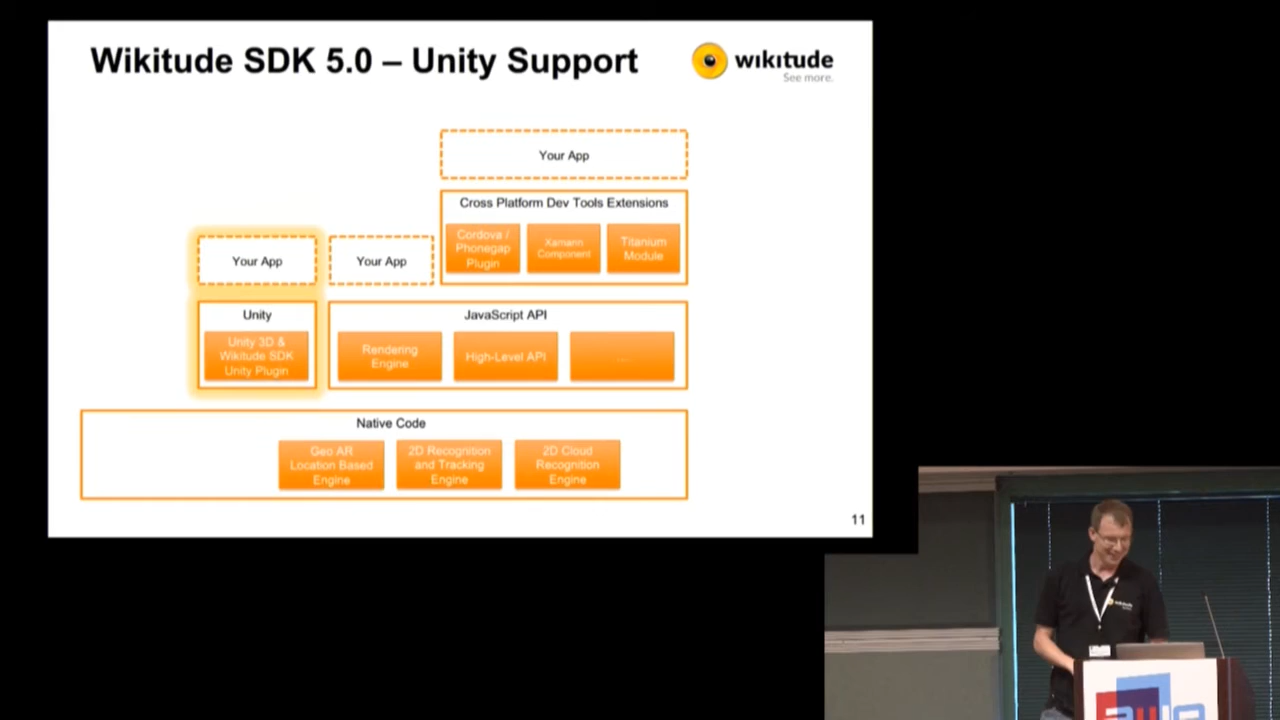 Wikitude SDK 5.0 – Unity Support
wikitude
See more.
Your App
Cross Platform Dev Tools Extensions
Cordova /
Phonegap
Plugin
Xamarin
Component
Titanium
Module
Your App
Your App
Unity
Unity 3D &
Wikitude SDK
Unity Plugin
JavaScript API
Rendering
Engine
High-Level API
...
Native Code
Geo AR
Location Based
Engine
2D Recognition
and Tracking
Engine
2D Cloud
Recognition
Engine
11
wikitude